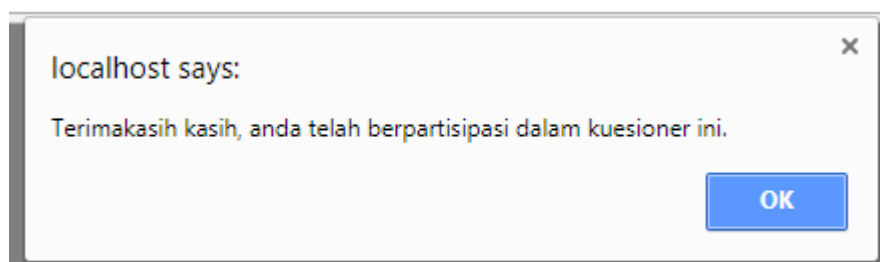 localhost says:
Terimakasih kasih, anda telah berpartisipasi dalam kuesioner ini.
OK